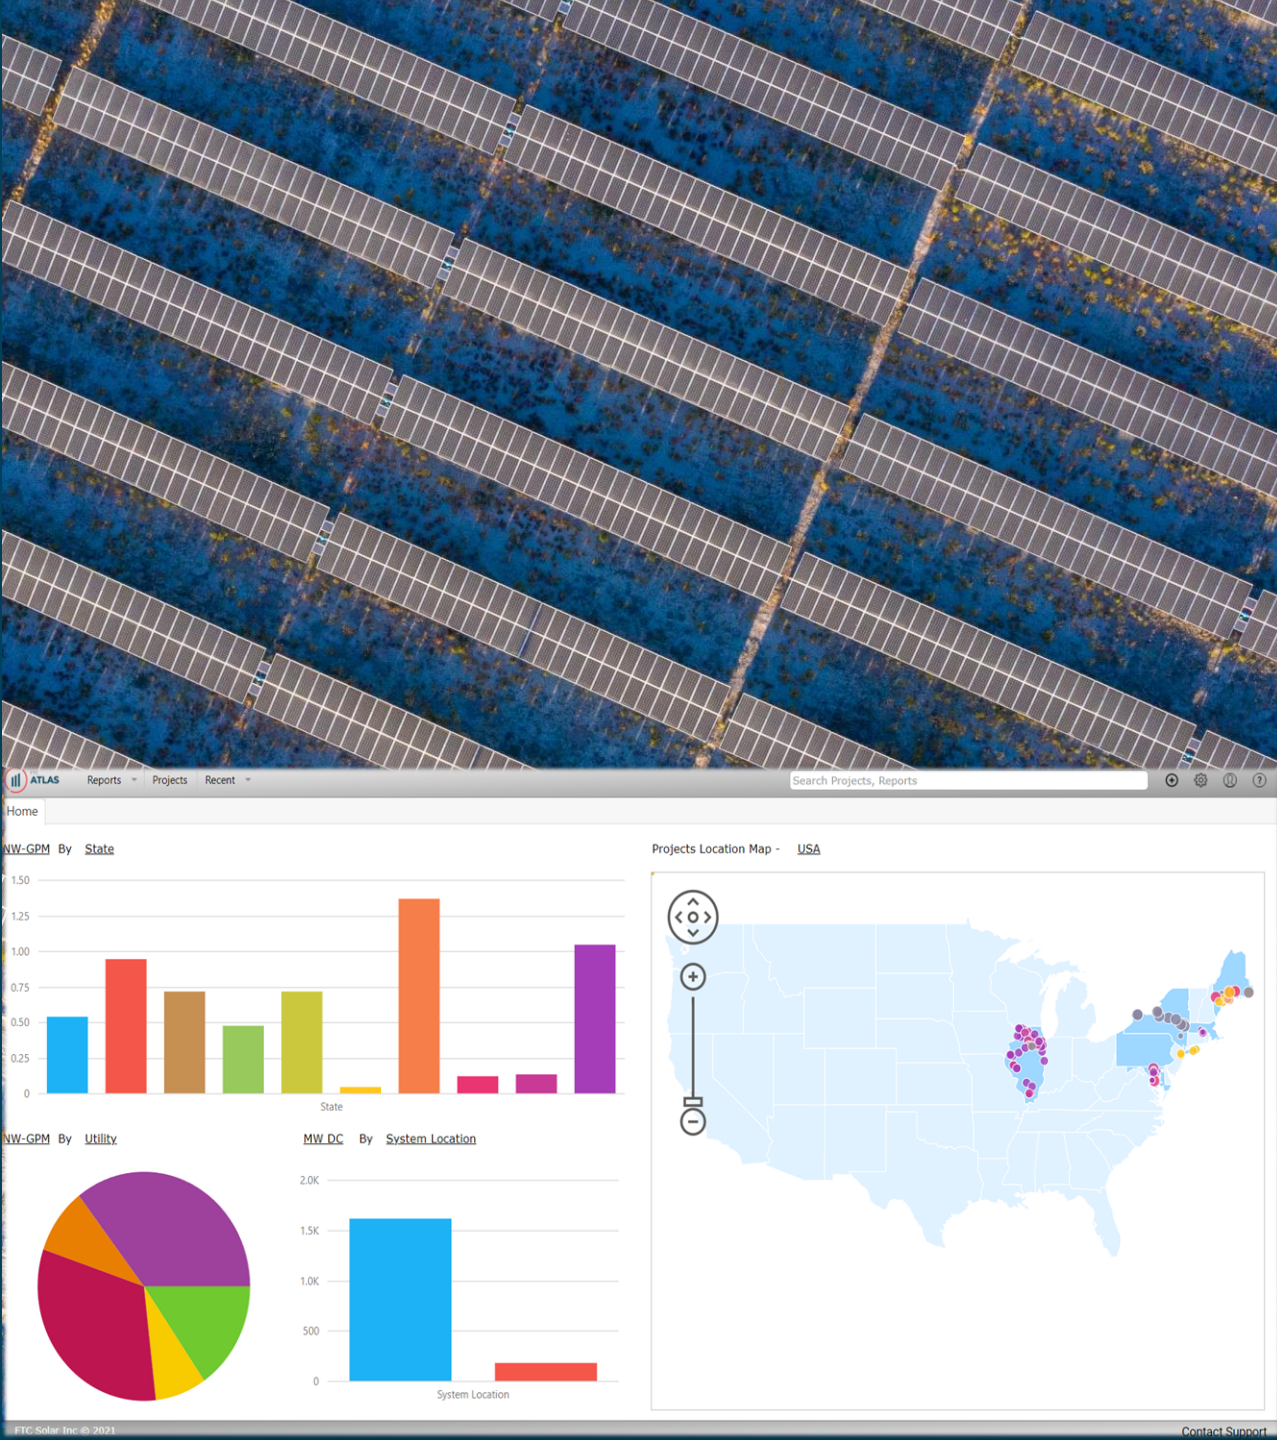 ATLAS Reports Projects Recent Search Projects, Reports ?
Home
NW-GPM By State
1.50
1.25
1.00
0.75
0.50
0.25
0
State
NW-GPM By Utility
MW DC By System Location
2.0K
1.5K
1.0K
500
0
System Location
Projects Location Map - USA
FTC Solar Inc © 2021
Contact Support